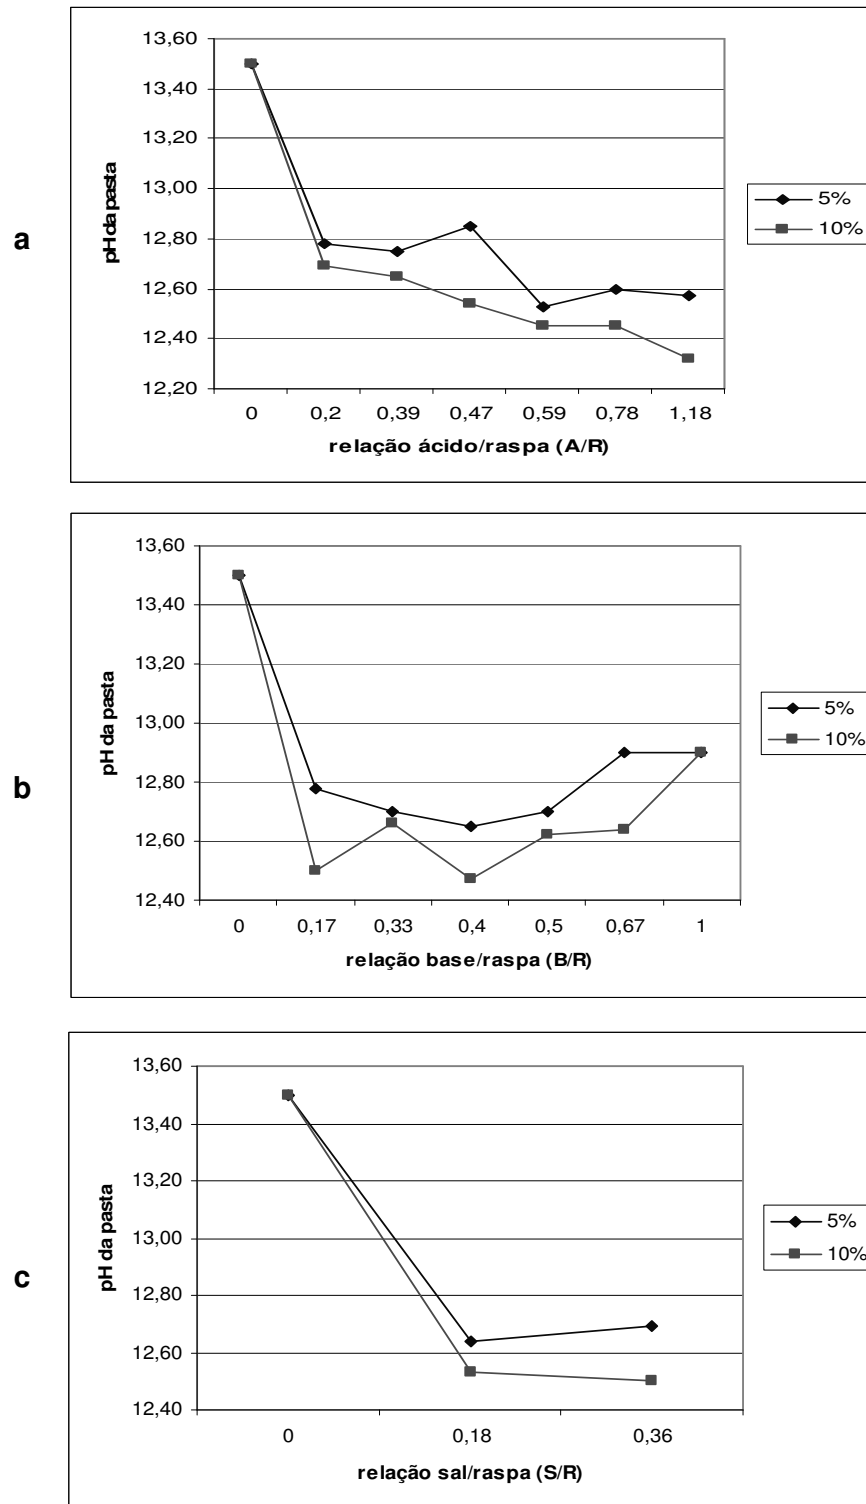 a
13,60
13,40
13,20
13,00
12,80
12,60
12,40
12,20
pH da pasta
0 0,2 0,39 0,47 0,59 0,78 1,18
relação ácido/raspa (A/R)
5%
10%
b
13,60
13,40
13,20
13,00
12,80
12,60
12,40
pH da pasta
0 0,17 0,33 0,4 0,5 0,67 1
relação base/raspa (B/R)
5%
10%
c
13,60
13,40
13,20
13,00
12,80
12,60
12,40
pH da pasta
0 0,18 0,36
relação sal/raspa (S/R)
5%
10%